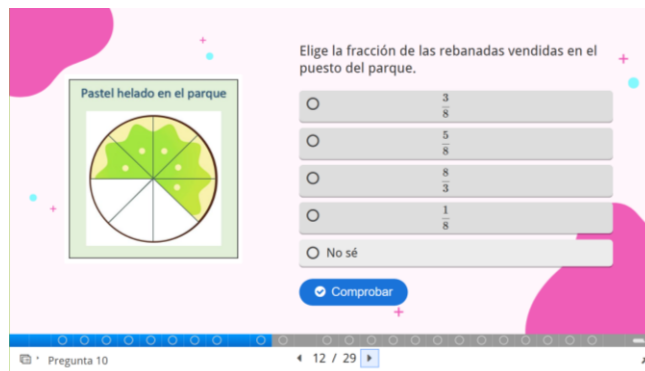 Elige la fracción de las rebanadas vendidas en el
puesto del parque.
Pastel helado en el parque
3/8
5/8
8/3
1/8
No sé
Comprobar
Pregunta 10
12 / 29